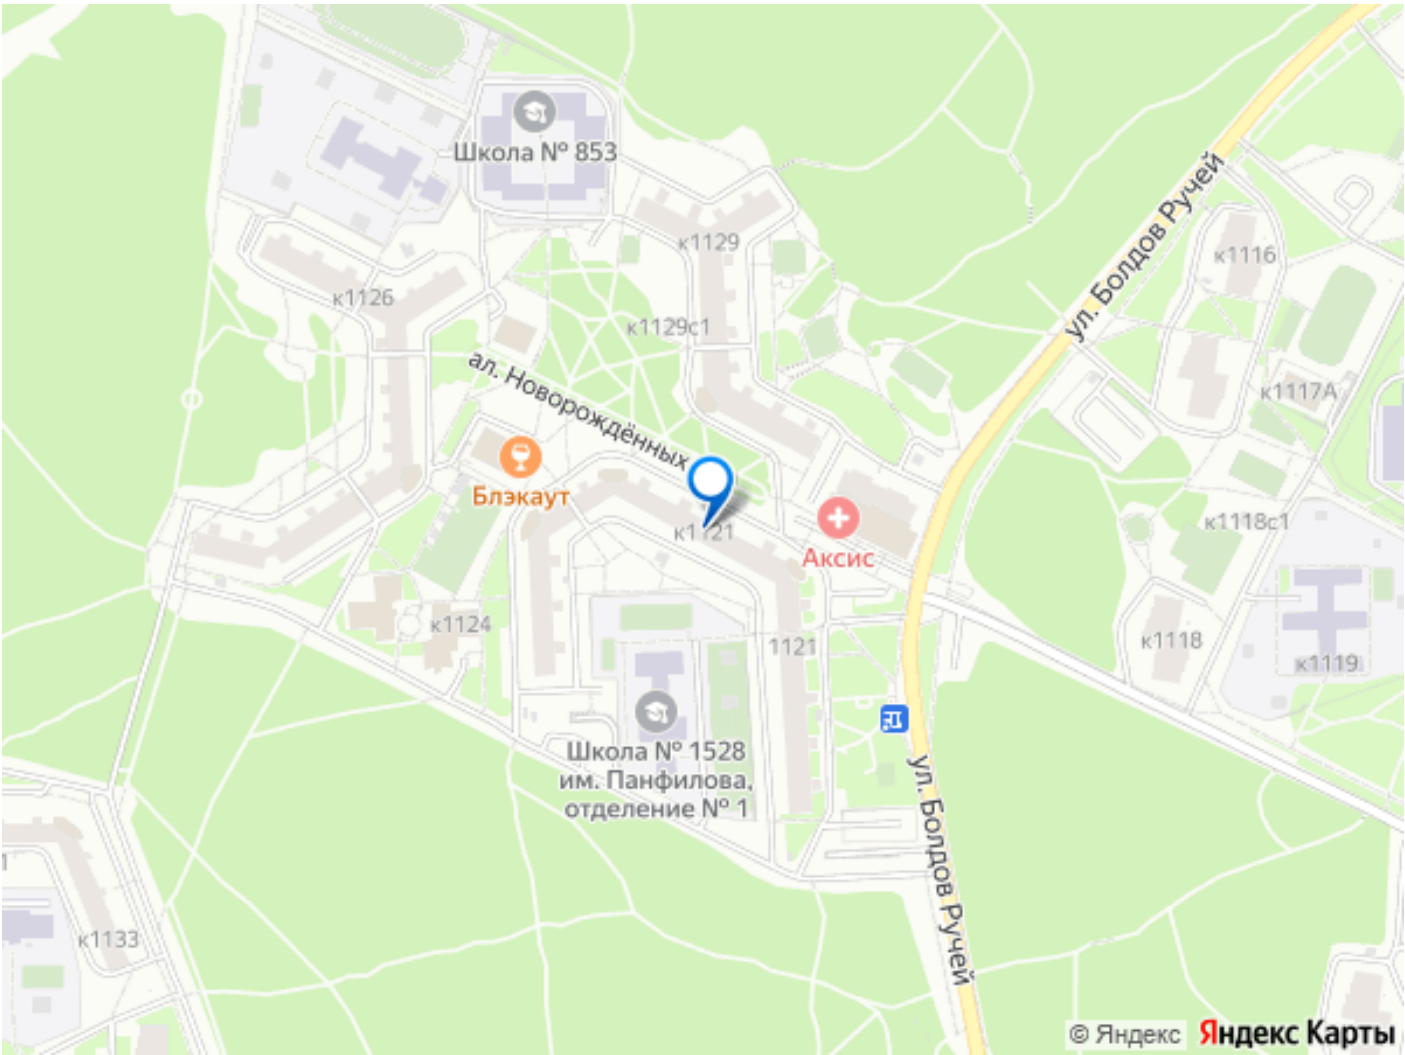 Школа № 853
к1129
к1116
ул. Болдов Ручей
к1126
к1129с1
ал. Новорождённых
к1117А
Блэкаут
к1121
Аксис
к1118с1
к1124
1121
к1118
к1119
Школа № 1528
им. Панфилова,
отделение № 1
ул. Болдов Ручей
1
к1133
© Яндекс Яндекс Карты